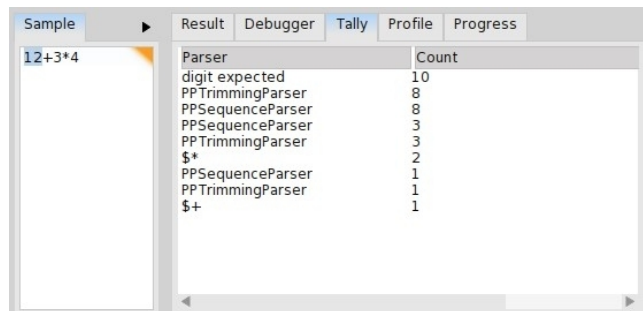 Sample Result Debugger Tally Profile Progress
12+3*4 Parser Count
digit expected 10
PPTrimmingParser 8
PPSequenceParser 8
PPSequenceParser 3
PPTrimmingParser 3
$* 2
PPSequenceParser 1
PPTrimmingParser 1
$+ 1